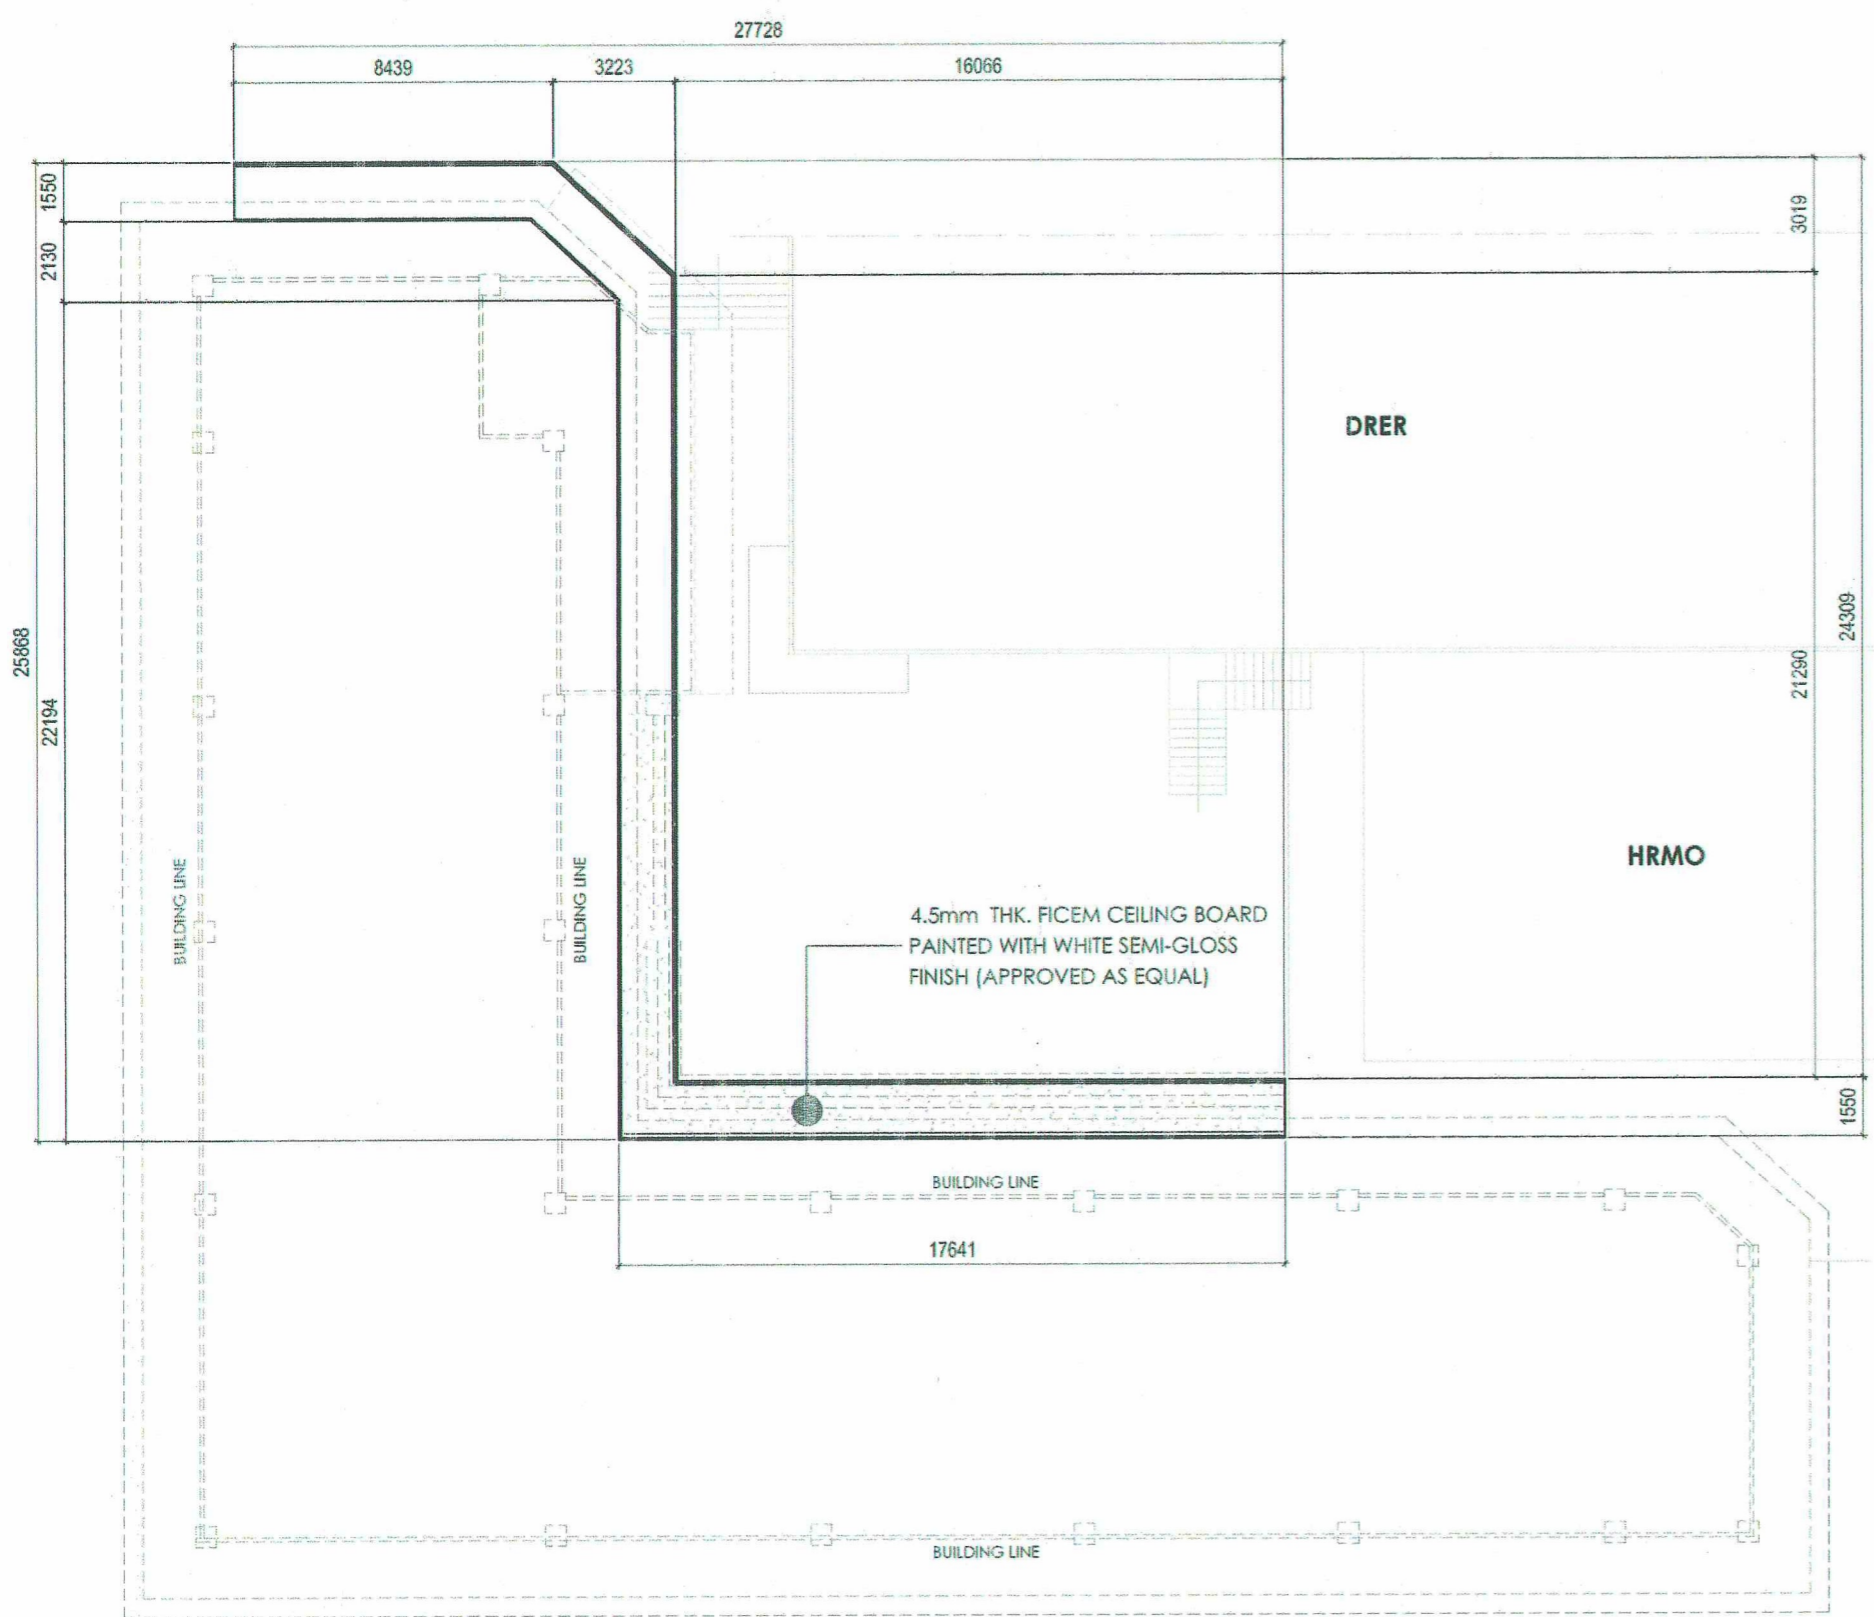 27728
8439 3223 16066
1550
2130
3019
DRER
25868
22194
24309
21290
BUILDING LINE
BUILDING LINE
HRMO
4.5mm THK. FICEM CEILING BOARD
PAINTED WITH WHITE SEMI-GLOSS
FINISH (APPROVED AS EQUAL)
1550
BUILDING LINE
17641
BUILDING LINE